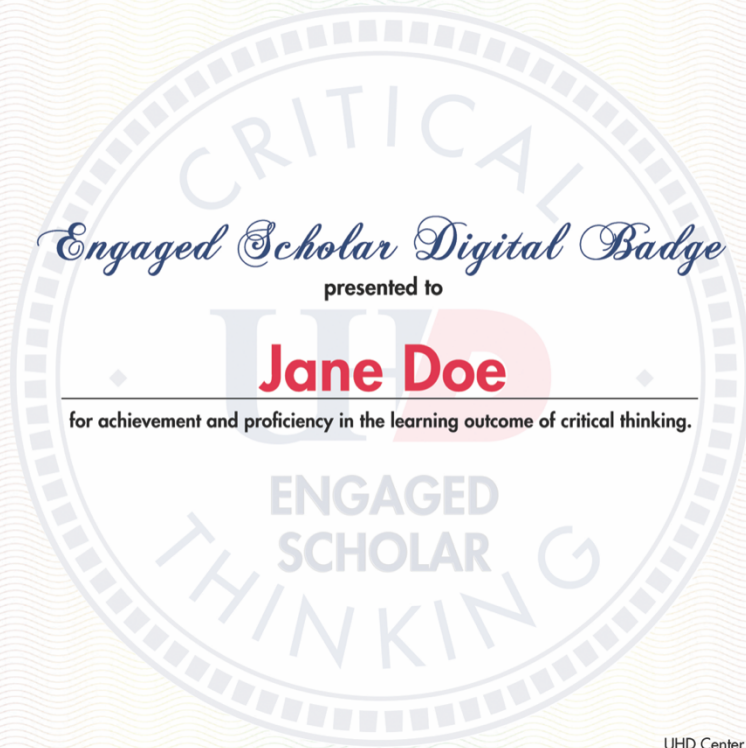 CRITICAL
Engaged Scholar Digital Badge
presented to
UHD
Jane Doe
for achievement and proficiency in the learning outcome of critical thinking.
ENGAGED
SCHOLAR
THINKING
UHD Center